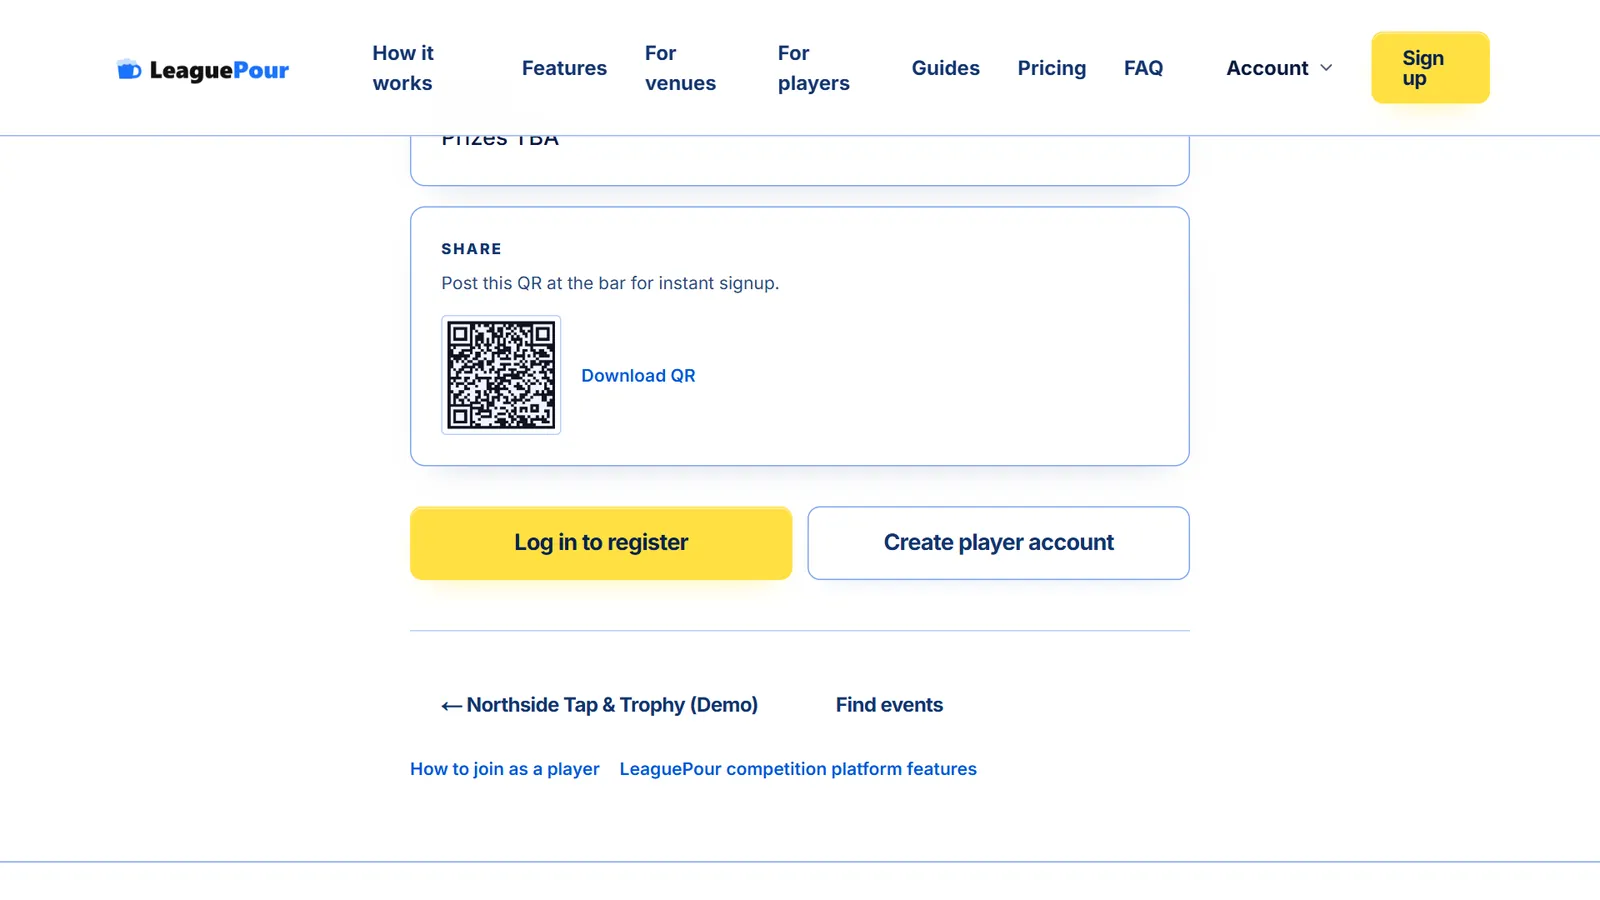 LeaguePour
How it works
Features
For venues
For players
Guides
Pricing
FAQ
Account
Sign up
Prizes TBA
SHARE
Post this QR at the bar for instant signup.
Download QR
Log in to register
Create player account
← Northside Tap & Trophy (Demo)
Find events
How to join as a player
LeaguePour competition platform features